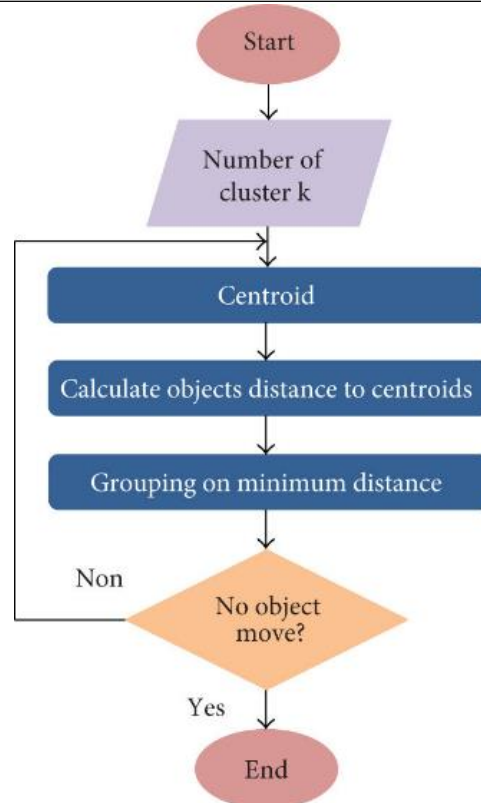 Start
Number of
cluster k
Centroid
Calculate objects distance to centroids
Grouping on minimum distance
Non
No object
move?
Yes
End